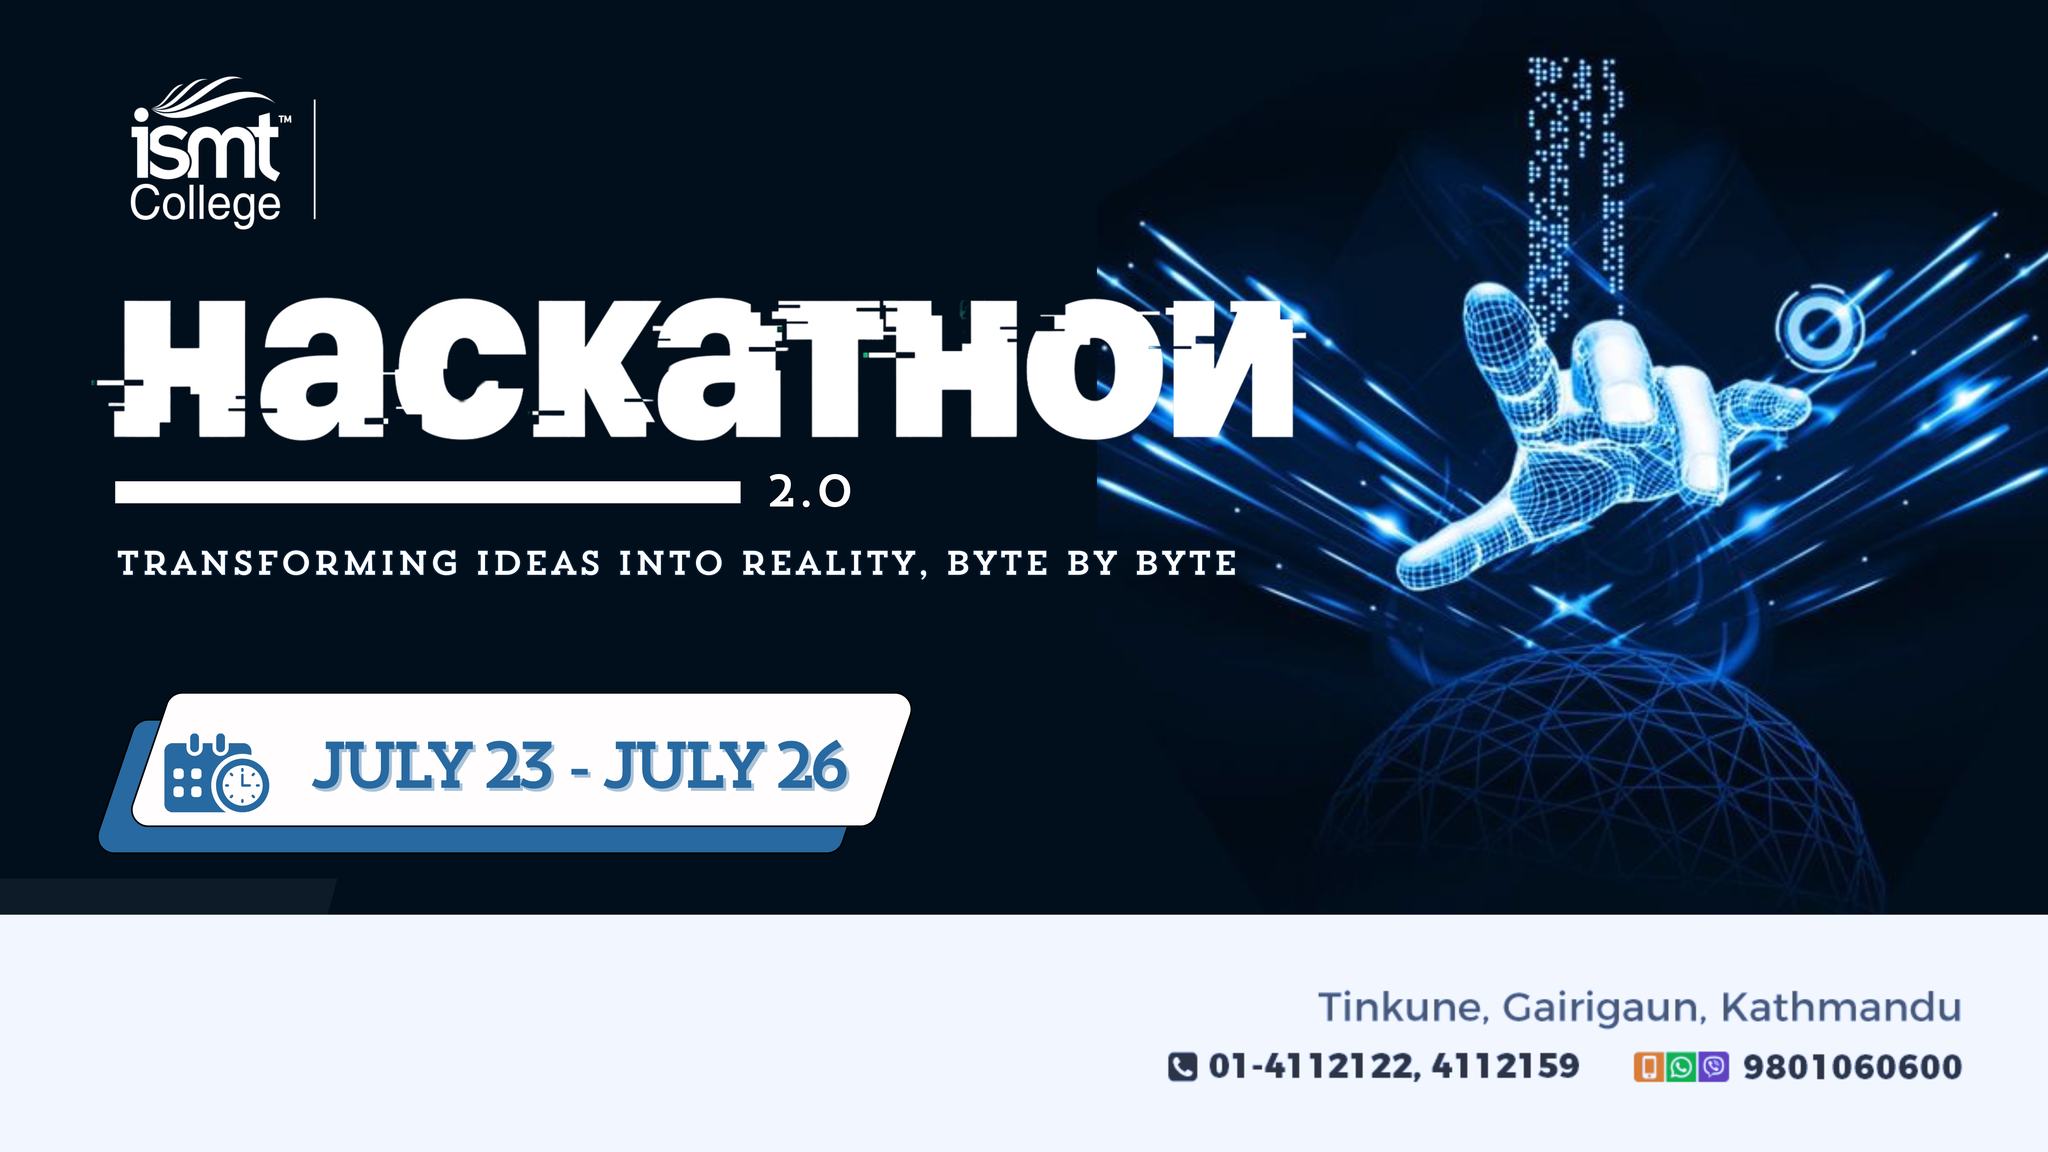 ismt™
College
HacKaTHON
2.0
TRANSFORMING IDEAS INTO REALITY, BYTE BY BYTE
JULY 23 - JULY 26
Tinkune, Gairigaun, Kathmandu
01-4112122, 4112159 9801060600